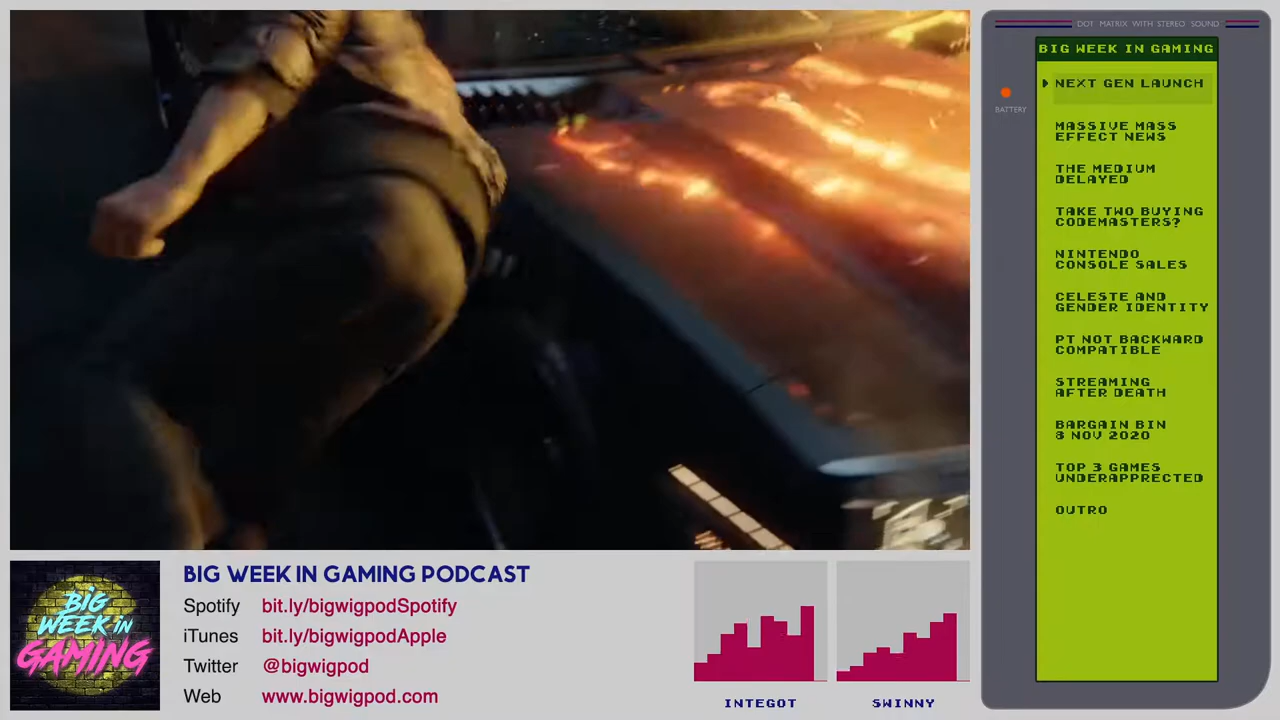 DOT MATRIX WITH STEREO SOUND
BIG WEEK IN GAMING
NEXT GEN LAUNCH
BATTERY
MASSIVE MASS
EFFECT NEWS
THE MEDIUM
DELAYED
TAKE TWO BUYING
CODEMASTERS?
NINTENDO
CONSOLE SALES
CELESTE AND
GENDER IDENTITY
PT NOT BACKWARD
COMPATIBLE
STREAMING
AFTER DEATH
BARGAIN BIN
8 NOV 2020
TOP 3 GAMES
UNDERAPPRECTED
OUTRO
BIG
WEEK IN
GAMING
BIG WEEK IN GAMING PODCAST
Spotify bit.ly/bigwigpodSpotify
iTunes bit.ly/bigwigpodApple
Twitter @bigwigpod
Web www.bigwigpod.com
INTEGOT
SWINNY